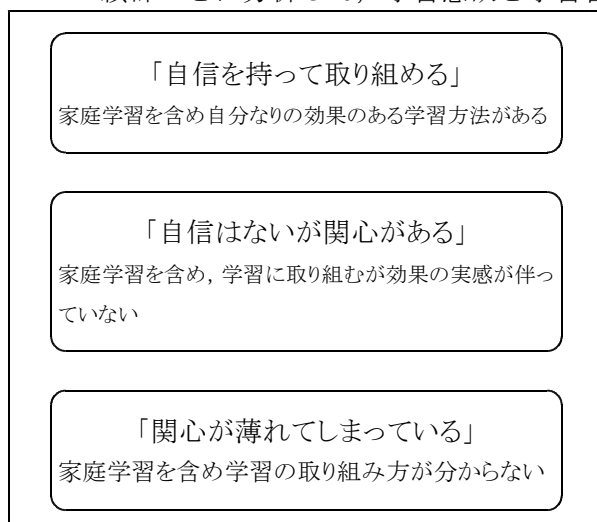 「自信を持って取り組める」
家庭学習を含め自分なりの効果のある学習方法がある
「自信はないが関心がある」
家庭学習を含め，学習に取り組むが効果の実感が伴っ
ていない
「関心が薄れてしまっている」
家庭学習を含め学習の取り組み方が分からない